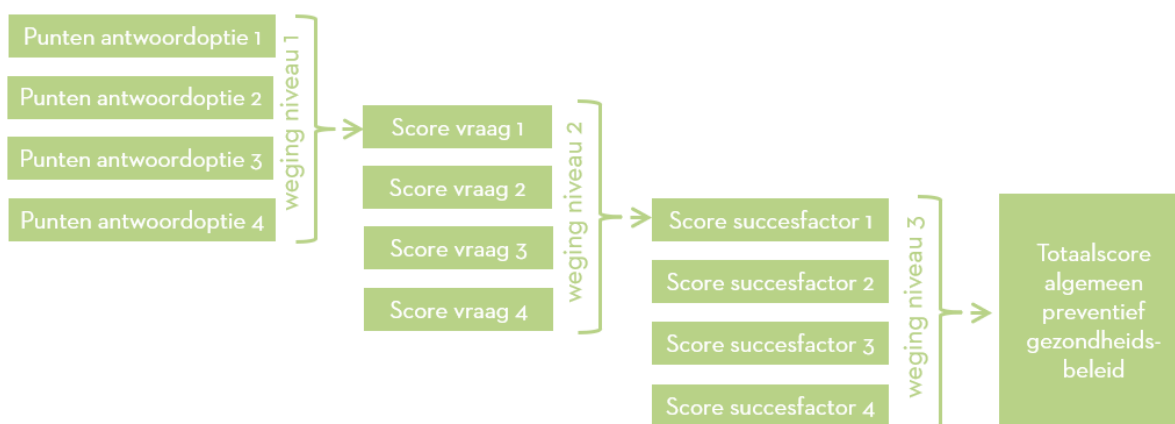 Punten antwoordoptie 1
Punten antwoordoptie 2
Punten antwoordoptie 3
Punten antwoordoptie 4
weging niveau 1
Score vraag 1
Score vraag 2
Score vraag 3
Score vraag 4
weging niveau 2
Score succesfactor 1
Score succesfactor 2
Score succesfactor 3
Score succesfactor 4
weging niveau 3
Totaalscore
algemeen
preventief
gezondheids-
beleid